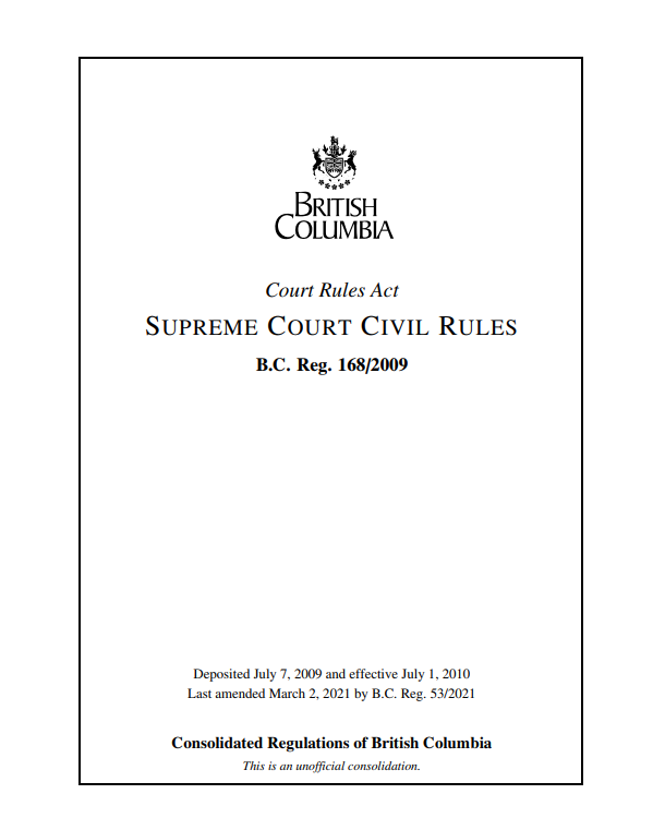 BRITISH
COLUMBIA
Court Rules Act
SUPREME COURT CIVIL RULES
B.C. Reg. 168/2009
Deposited July 7, 2009 and effective July 1, 2010
Last amended March 2, 2021 by B.C. Reg. 53/2021
Consolidated Regulations of British Columbia
This is an unofficial consolidation.